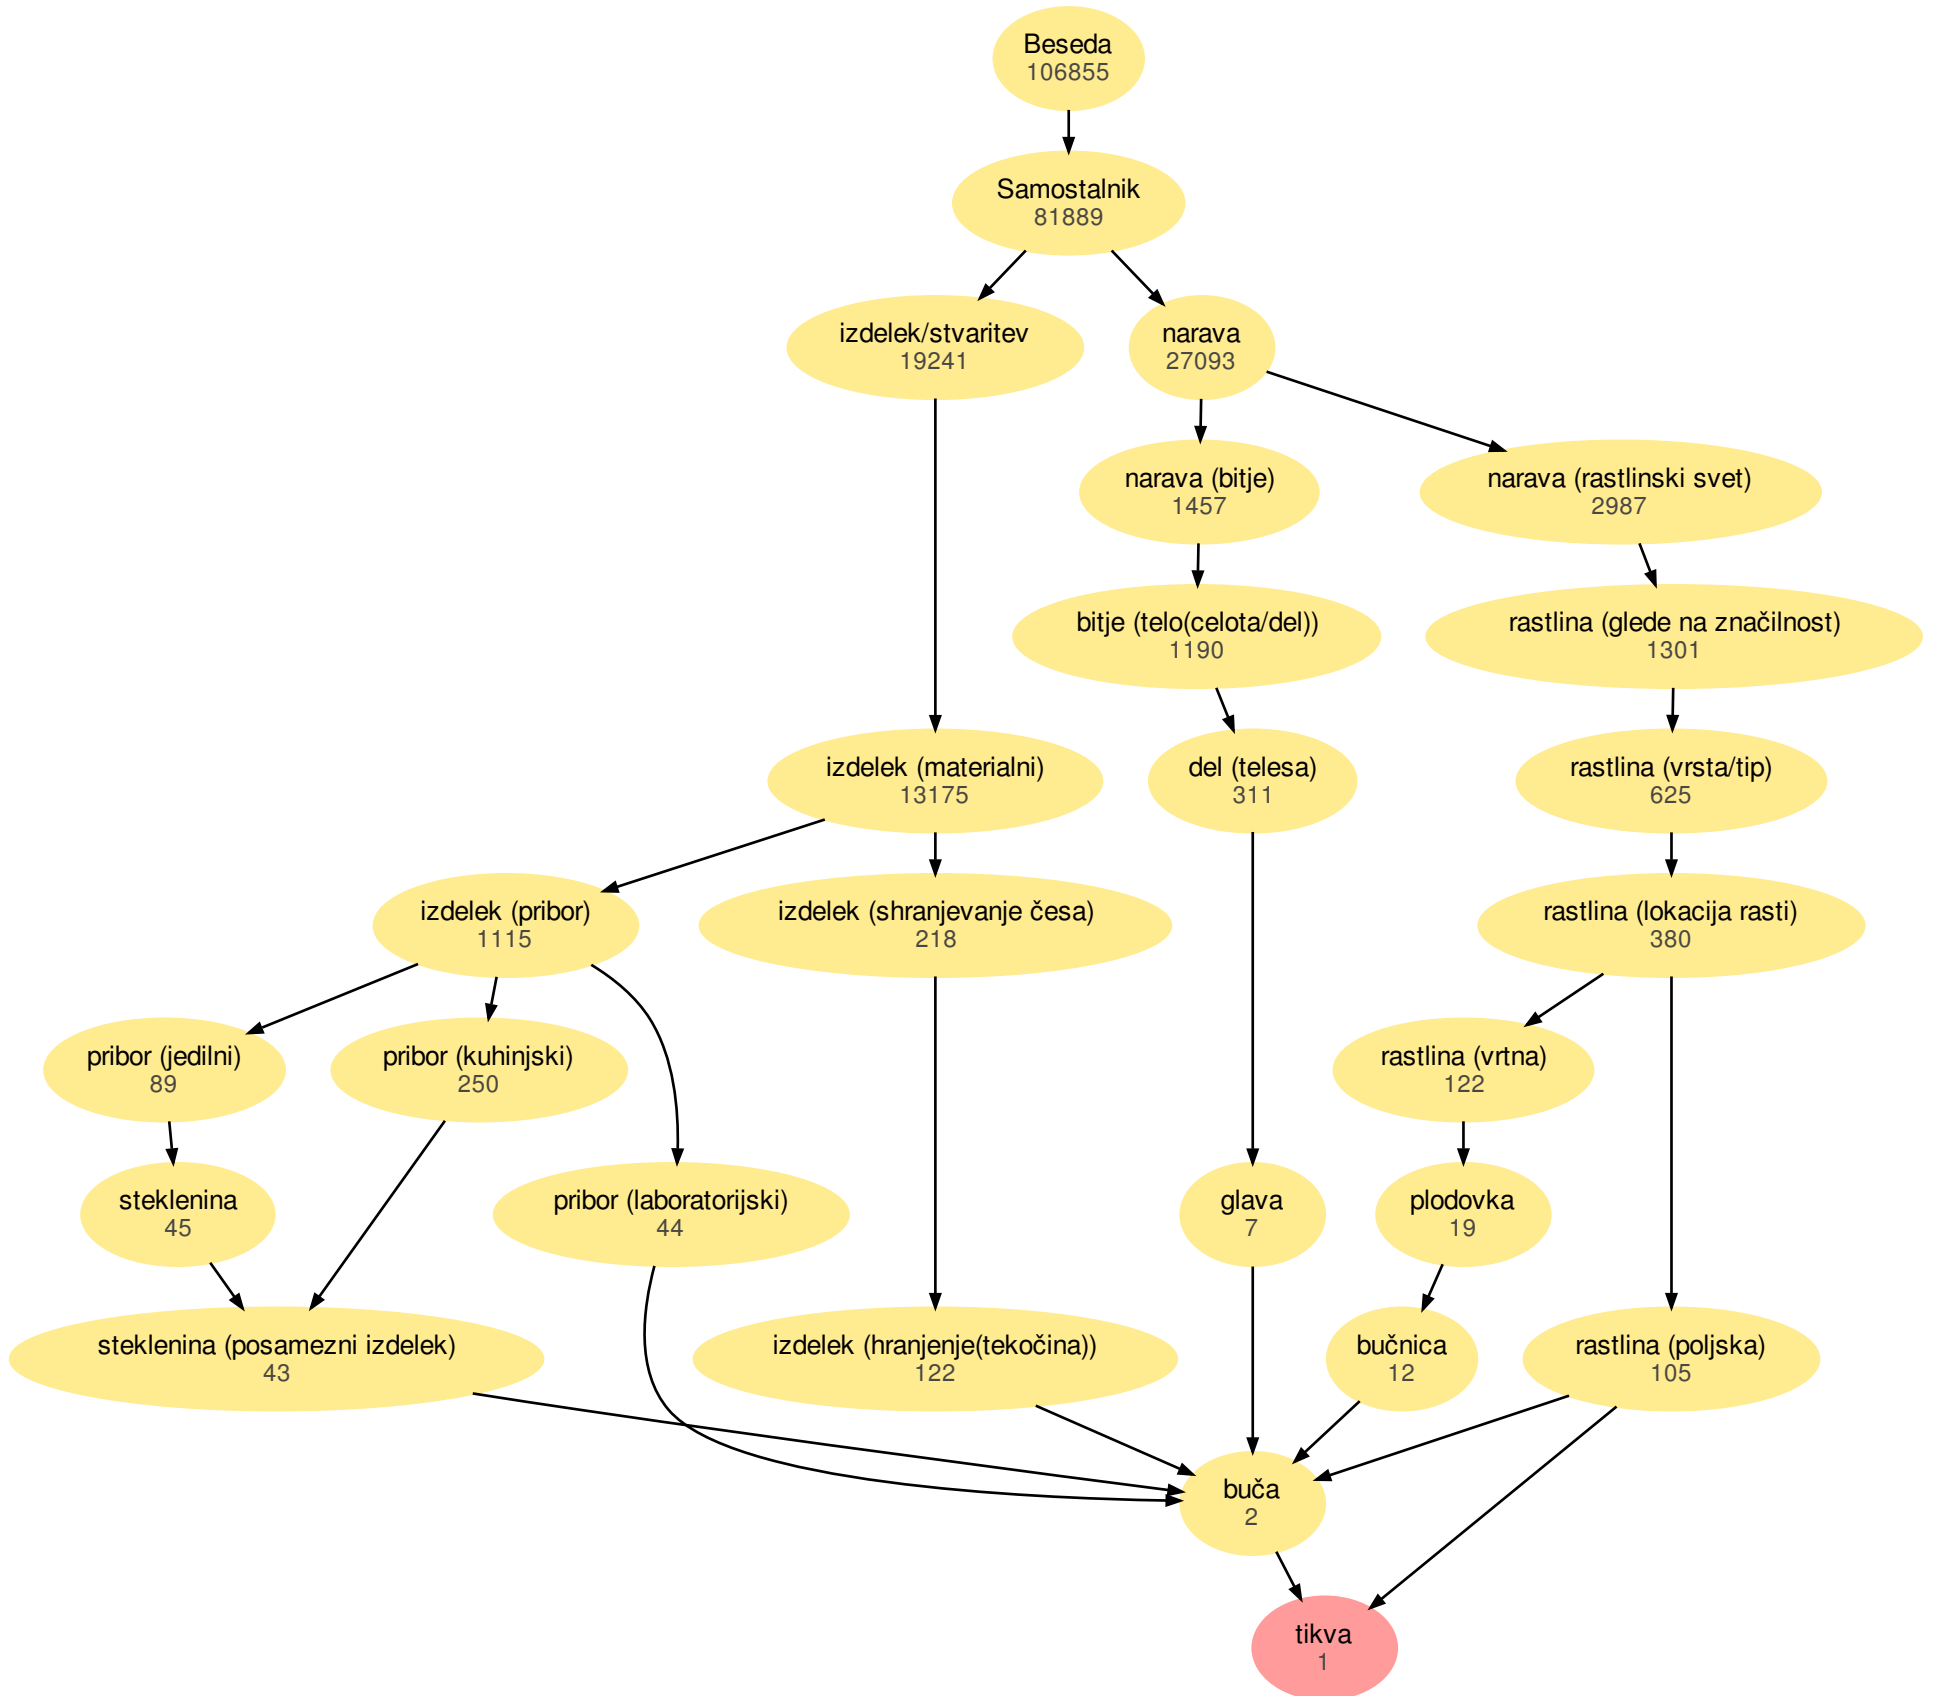 Beseda
106855
Samostalnik
81889
izdelek/stvaritev
19241
narava
27093
narava (bitje)
1457
narava (rastlinski svet)
2987
bitje (telo(celota/del))
1190
rastlina (glede na značilnost)
1301
izdelek (materialni)
13175
del (telesa)
311
rastlina (vrsta/tip)
625
izdelek (pribor)
1115
izdelek (shranjevanje česa)
218
rastlina (lokacija rasti)
380
pribor (jedilni)
89
pribor (kuhinjski)
250
rastlina (vrtna)
122
steklenina
45
pribor (laboratorijski)
44
glava
7
plodovka
19
steklenina (posamezni izdelek)
43
izdelek (hranjenje(tekočina))
122
bučnica
12
rastlina (poljska)
105
buča
2
tikva
1